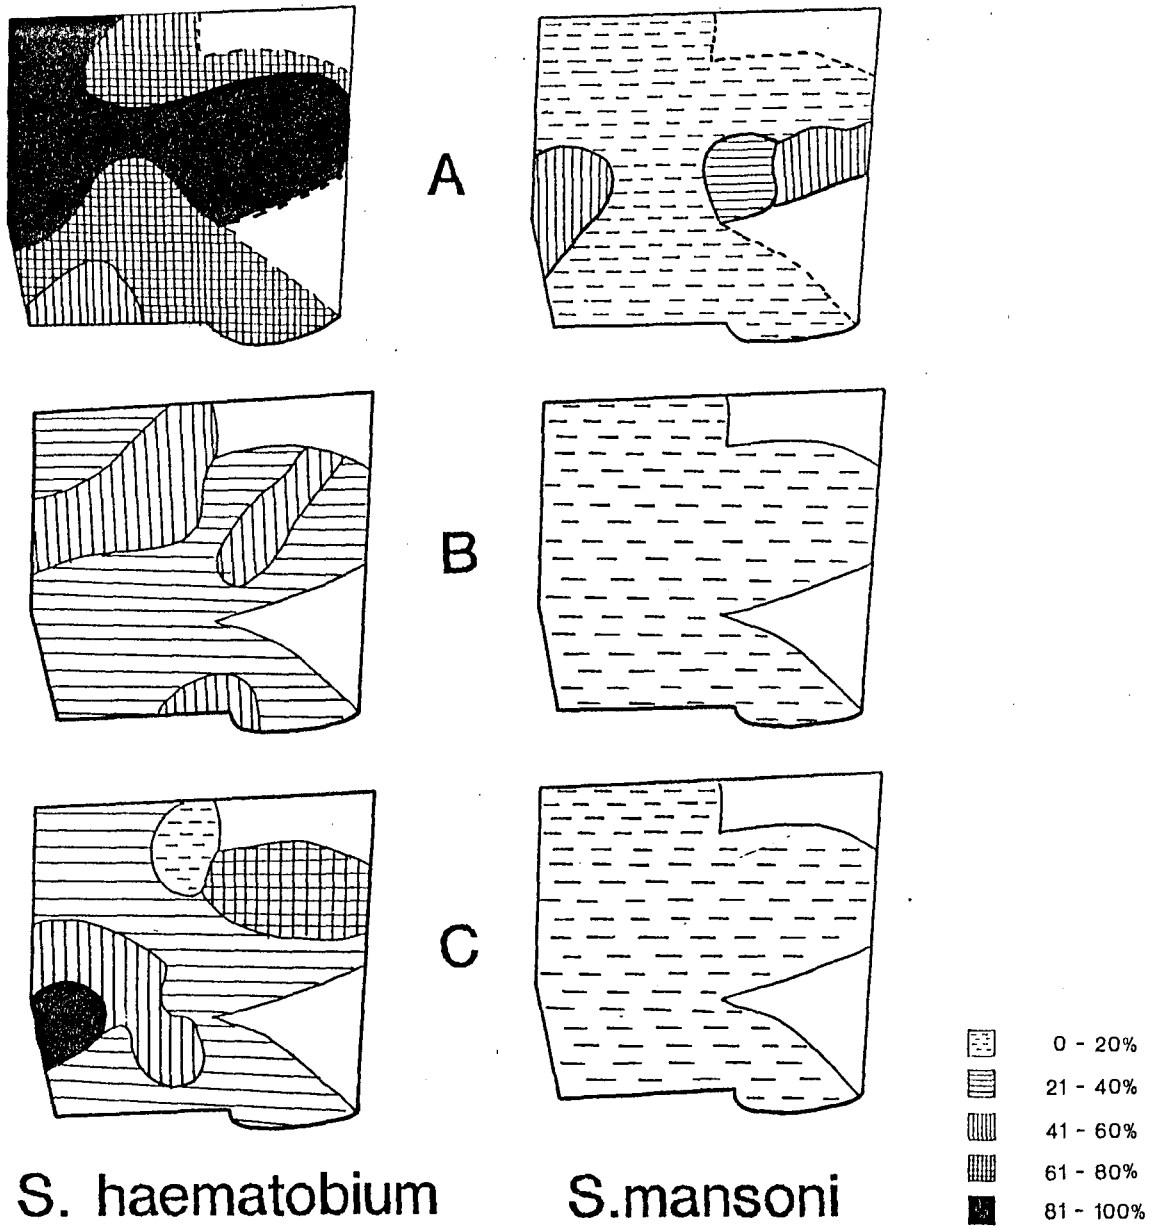 A
B
C
0 - 20%
21 - 40%
41 - 60%
61 - 80%
81 - 100%
S. haematobium
S.mansoni